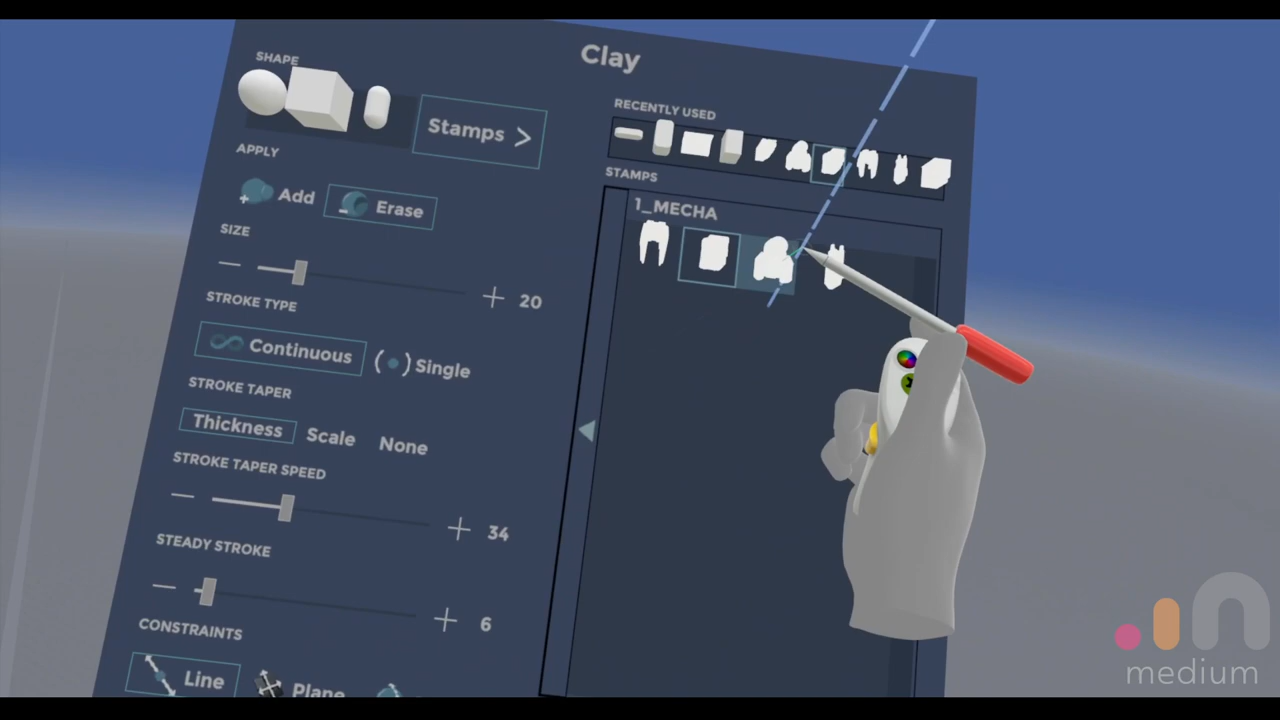 Clay
SHAPE
Stamps >
APPLY
Add
Erase
SIZE
20
STROKE TYPE
Continuous
Single
STROKE TAPER
Thickness
Scale
None
STROKE TAPER SPEED
34
STEADY STROKE
6
CONSTRAINTS
Line
Plane
RECENTLY USED
STAMPS
1_MECHA
medium